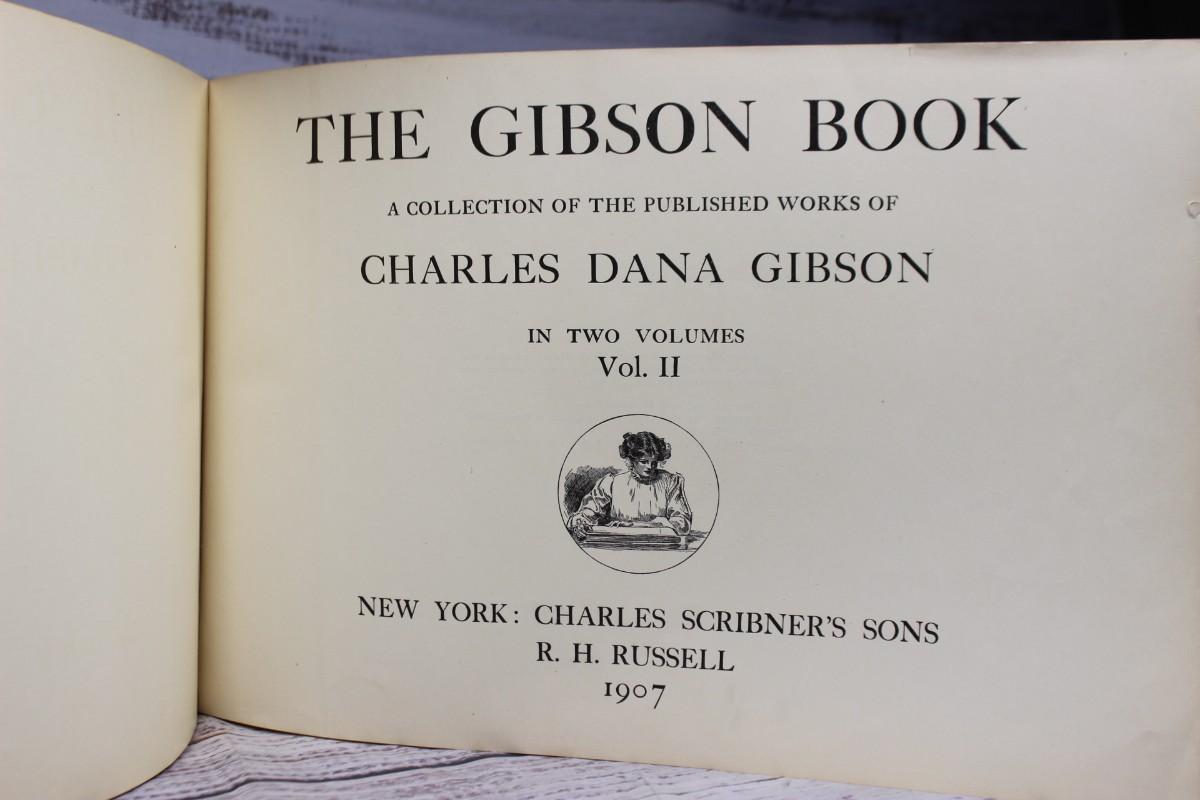 THE GIBSON BOOK
A COLLECTION OF THE PUBLISHED WORKS OF
CHARLES DANA GIBSON
IN TWO VOLUMES
Vol. II
NEW YORK: CHARLES SCRIBNER'S SONS
R. H. RUSSELL
1907